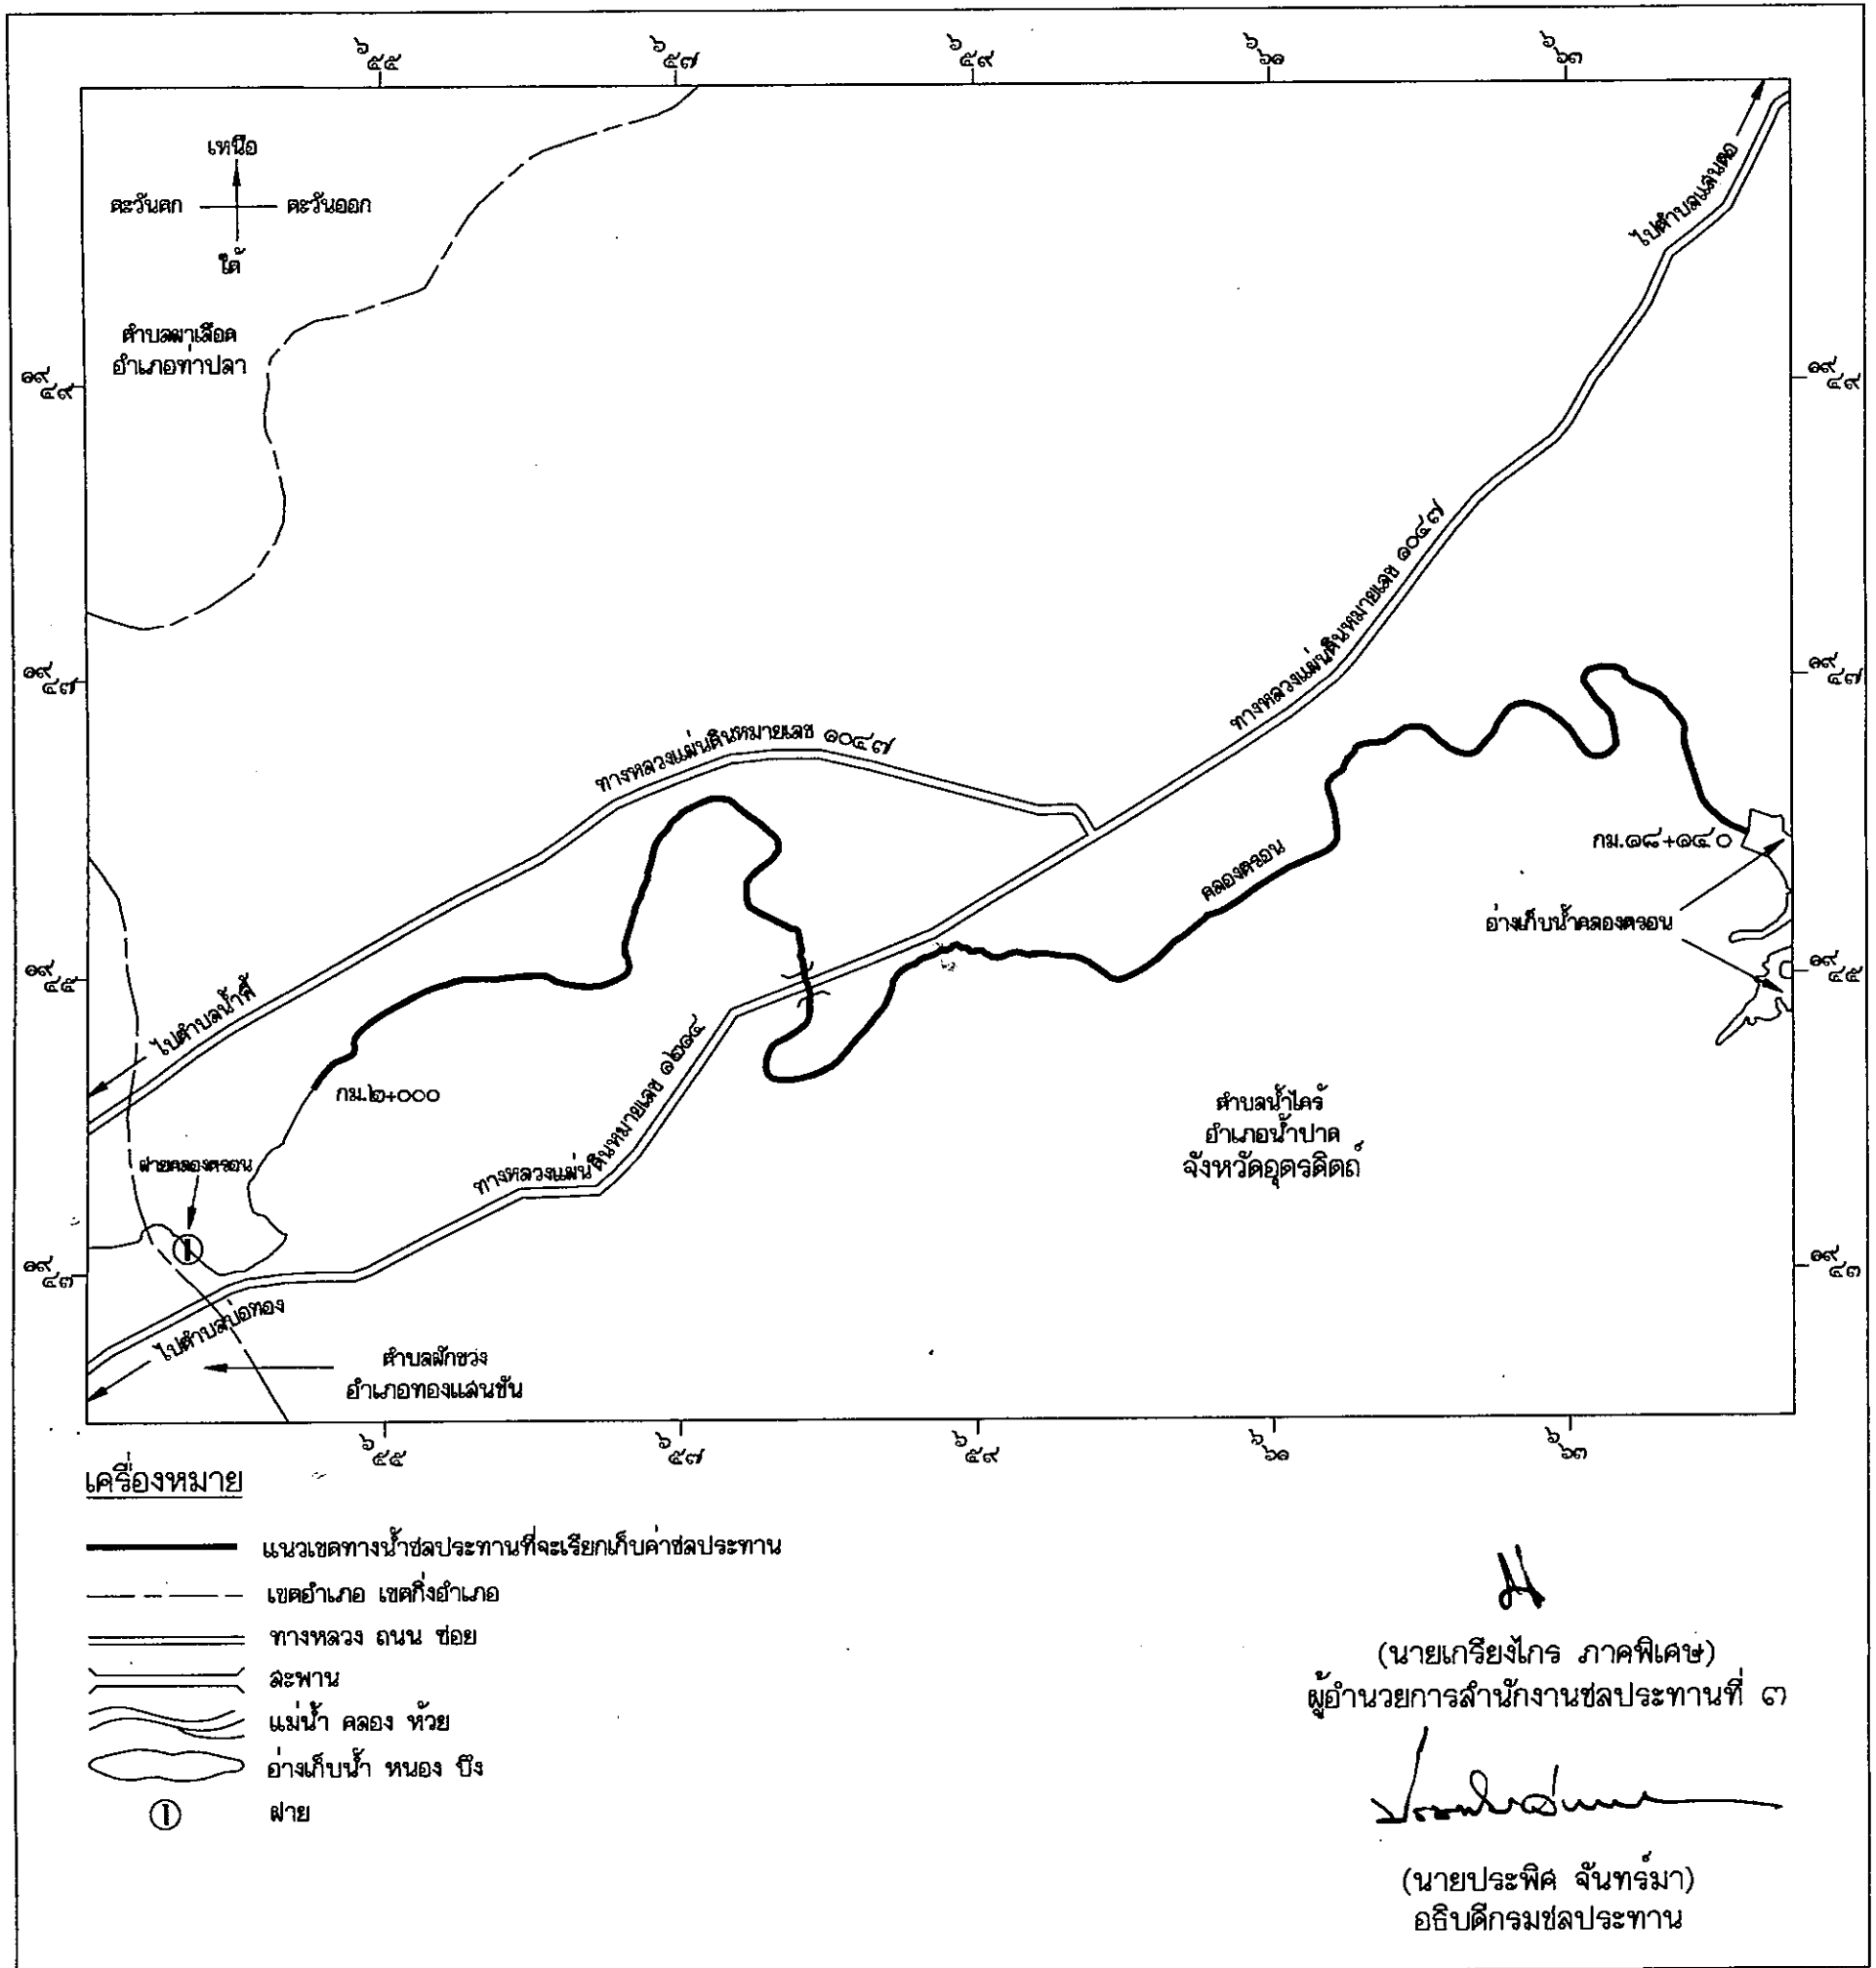 ๖๕๕
๖๕๗
๖๕๙
๖๖๑
๖๖๓
เหนือ
ตะวันตก
ตะวันออก
ใต้
ไปตำบลแสนตอ
ตำบลผาเลือด
อำเภอท่าปลา
๑๙๔๙
๑๙๔๙
ทางหลวงแผ่นดินหมายเลข ๑๐๔๗
๑๙๔๗
๑๙๔๗
ทางหลวงแผ่นดินหมายเลข ๑๐๔๗
กม.๑๘+๑๔๐
คลองตรอน
อ่างเก็บน้ำคลองตรอน
๑๙๔๕
๑๙๔๕
ไปตำบลน้ำพี้
กม.๒+๐๐๐
ทางหลวงแผ่นดินหมายเลข ๑๒๑๔
ตำบลน้ำไคร้
อำเภอน้ำปาด
จังหวัดอุตรดิตถ์
ฝายคลองตรอน
๑
๑๙๔๓
๑๙๔๓
ไปตำบลบ่อทอง
ตำบลผักขวง
อำเภอทองแสนขัน
๖๕๕
๖๕๗
๖๕๙
๖๖๑
๖๖๓
เครื่องหมาย
แนวเขตทางน้ำชลประทานที่จะเรียกเก็บค่าชลประทาน
เขตอำเภอ เขตกิ่งอำเภอ
ทางหลวง ถนน ซอย
สะพาน
แม่น้ำ คลอง ห้วย
อ่างเก็บน้ำ หนอง บึง
๑ ฝาย
(นายเกรียงไกร ภาคพิเศษ)
ผู้อำนวยการสำนักงานชลประทานที่ ๓
(นายประพิศ จันทร์มา)
อธิบดีกรมชลประทาน